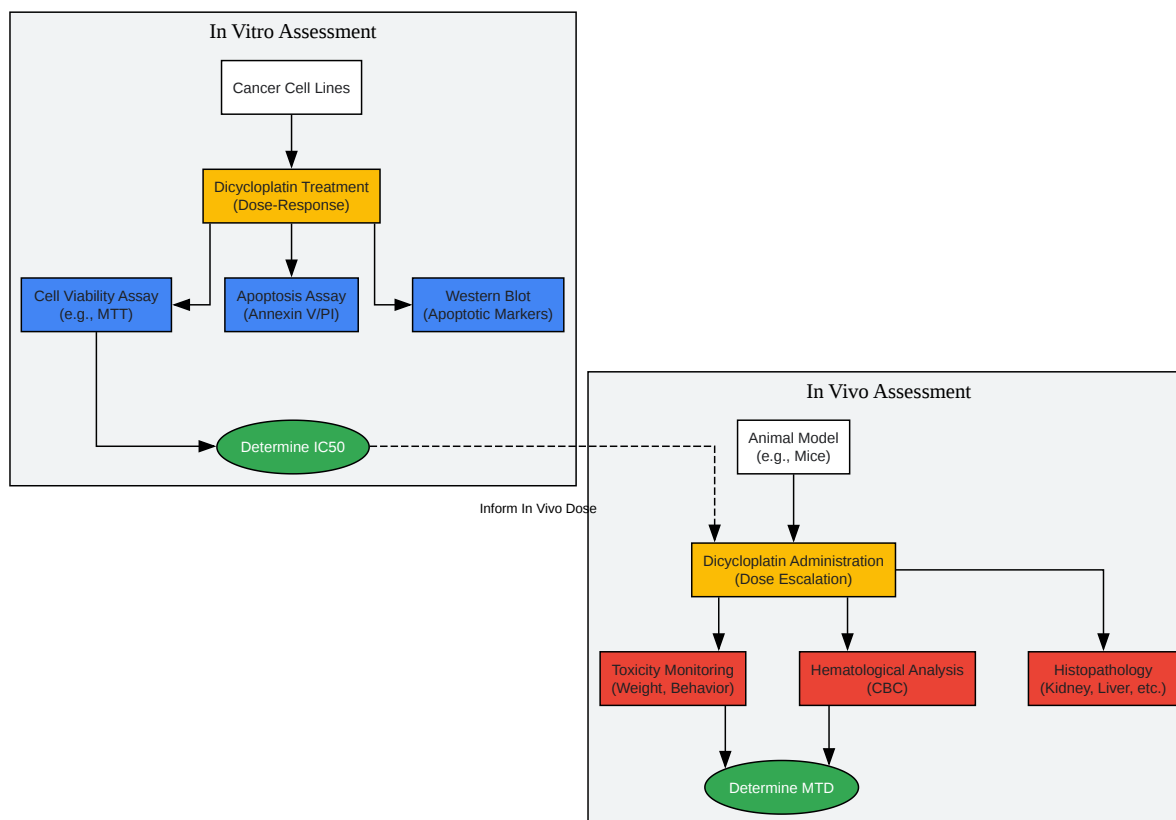 In Vitro Assessment
Cancer Cell Lines
Dicycloplatin Treatment
(Dose-Response)
Cell Viability Assay
(e.g., MTT)
Apoptosis Assay
(Annexin V/PI)
Western Blot
(Apoptotic Markers)
Determine IC50
Inform In Vivo Dose
In Vivo Assessment
Animal Model
(e.g., Mice)
Dicycloplatin Administration
(Dose Escalation)
Toxicity Monitoring
(Weight, Behavior)
Hematological Analysis
(CBC)
Histopathology
(Kidney, Liver, etc.)
Determine MTD